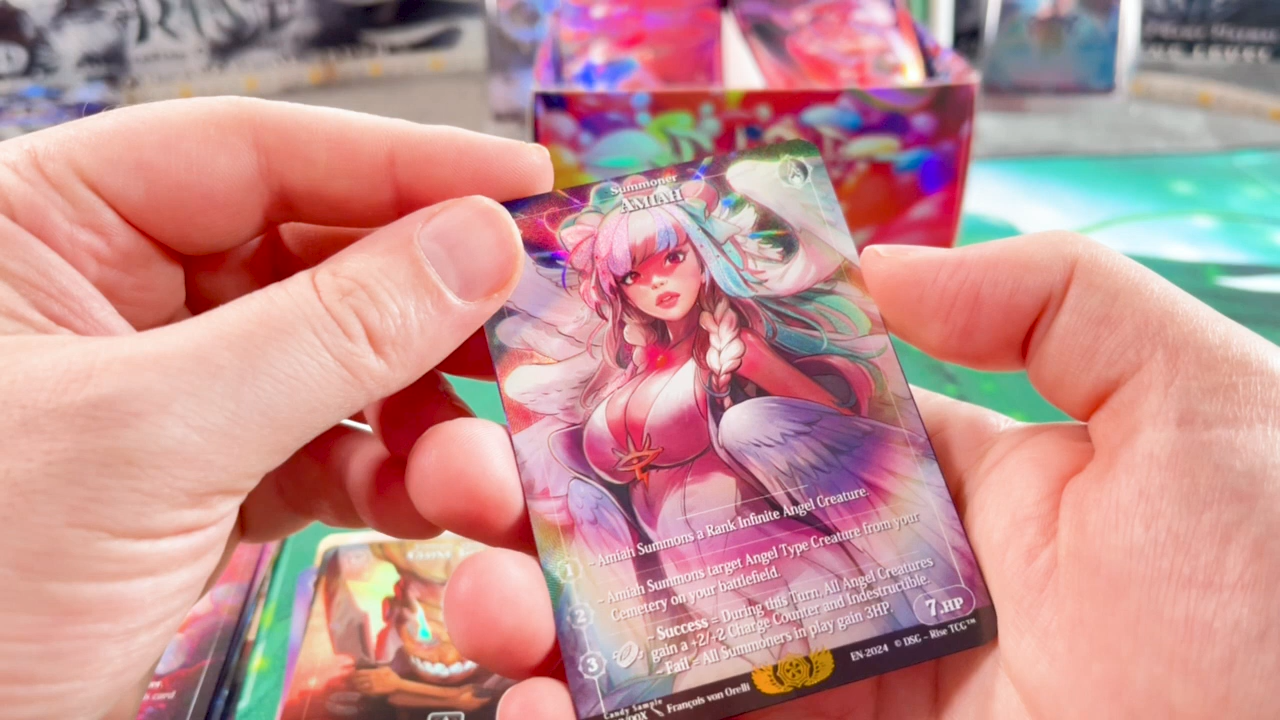 Summoner
AMIAH
1
– Amiah Summons a Rank Infinite Angel Creature.
2
– Amiah Summons target Angel Type Creature from your
Cemetery on your battlefield.
3
– Success = During this Turn. All Angel Creatures
gain a +2/+2 Charge Counter and Indestructible.
– Fail = All Summoners in play gain 3HP.
7.HP
Candy Sample
François von Orelli
EN-2024 © DSG – Rise TCG™
card